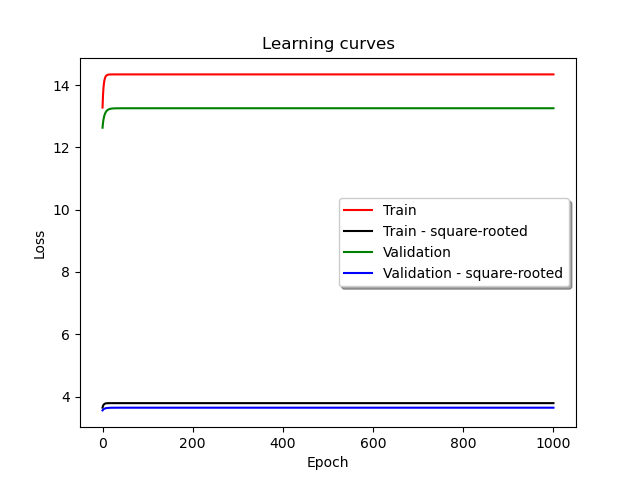 Learning curves
14
12
10
8
6
4
Loss
Train
Train - square-rooted
Validation
Validation - square-rooted
0 200 400 600 800 1000
Epoch